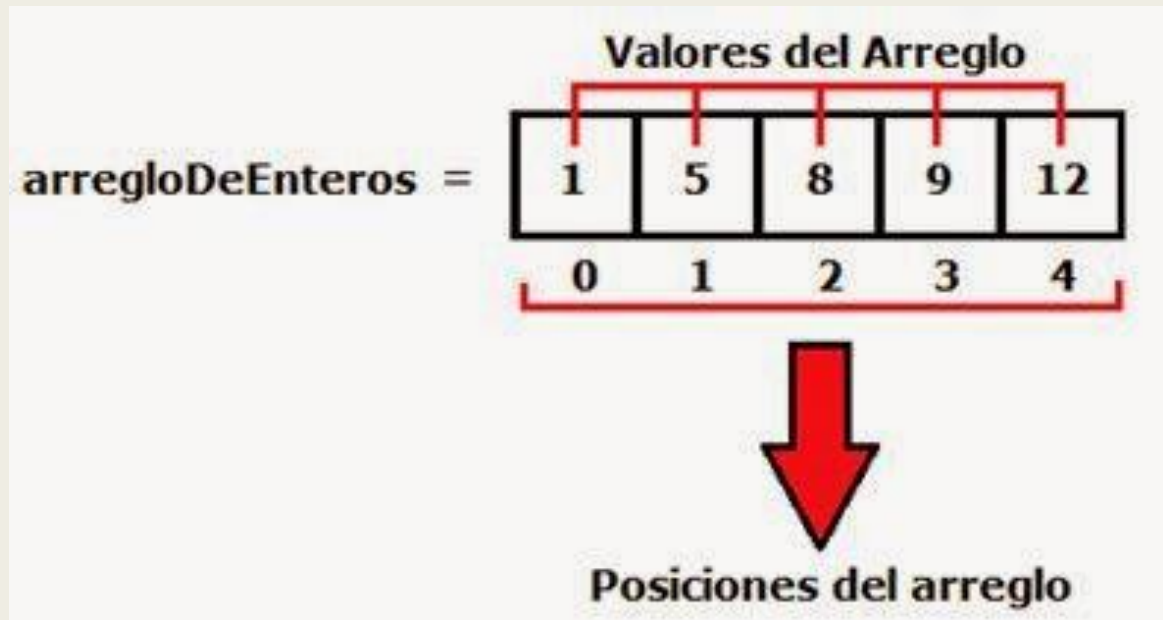 Valores del Arreglo
arregloDeEnteros = 1 5 8 9 12
0 1 2 3 4
Posiciones del arreglo